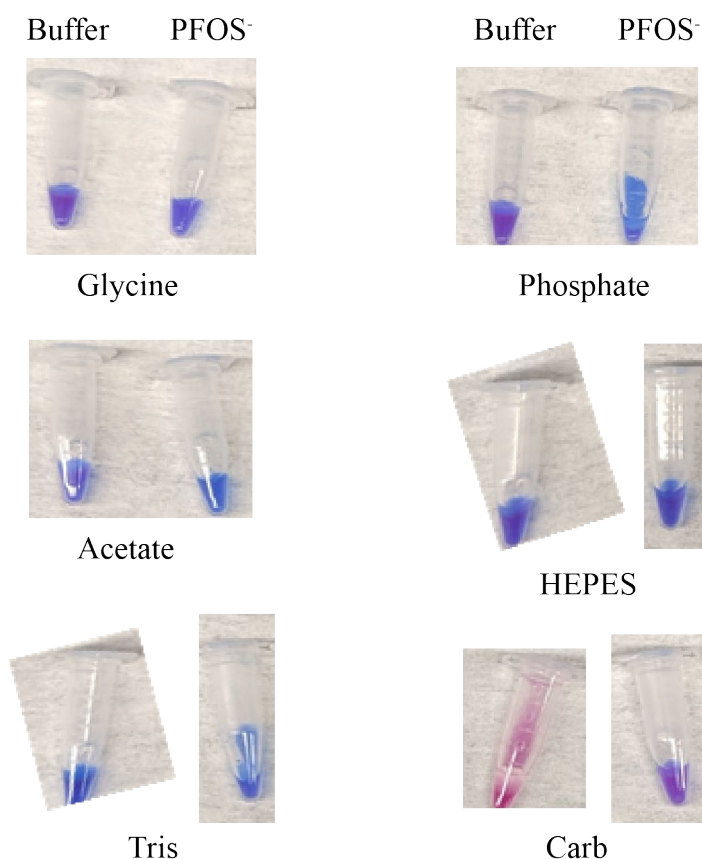 Buffer PFOS-
Buffer PFOS-
Glycine
Phosphate
Acetate
HEPES
Tris
Carb